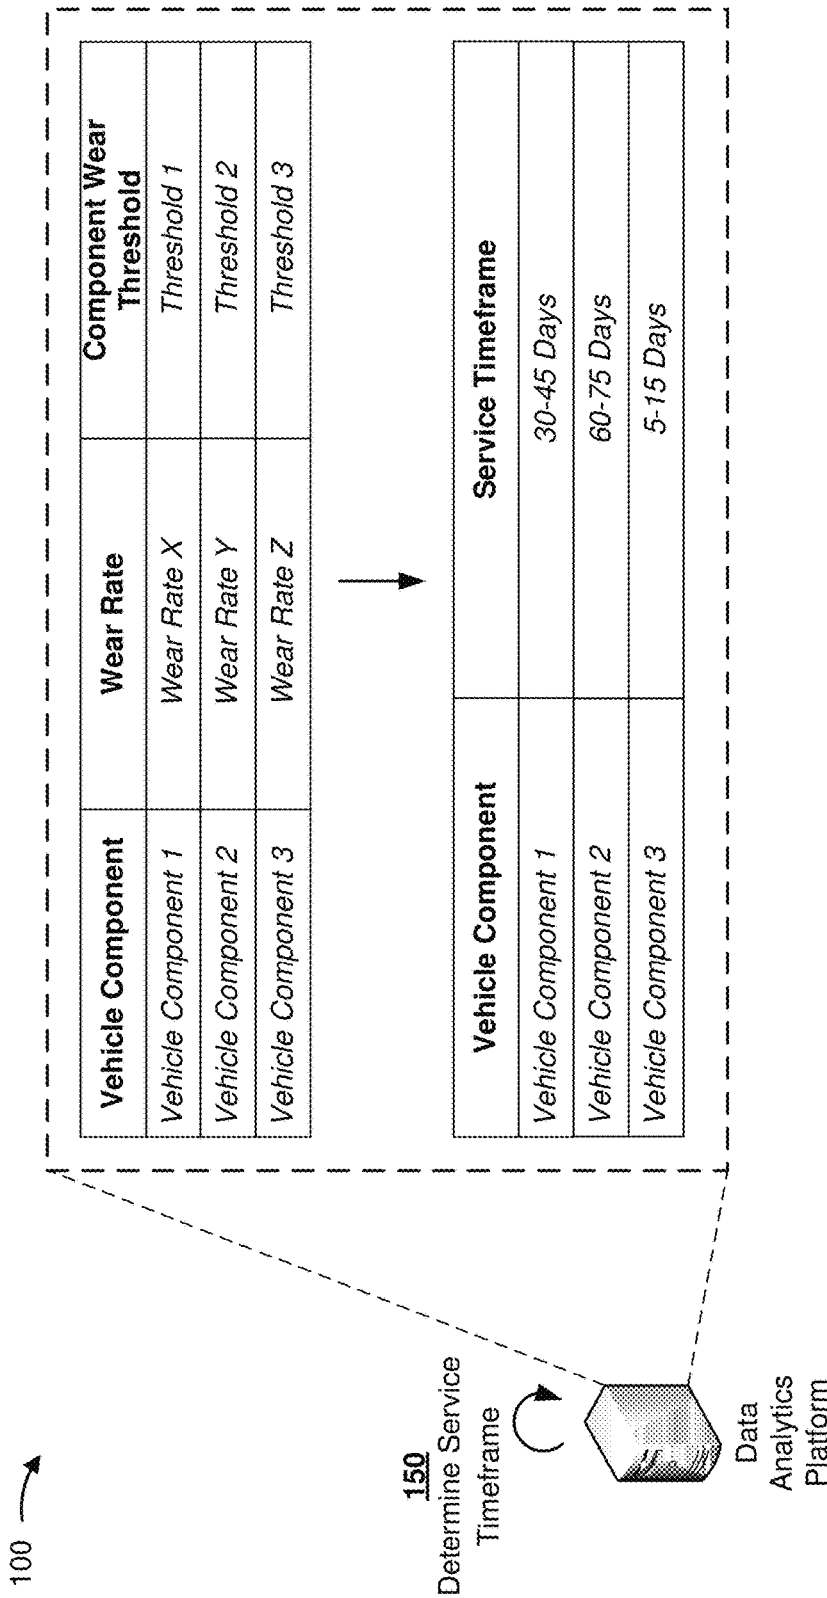 100
150
Determine Service
Timeframe
Data
Analytics
Platform
Vehicle Component Wear Rate Component Wear
Threshold
Vehicle Component 1 Wear Rate X Threshold 1
Vehicle Component 2 Wear Rate Y Threshold 2
Vehicle Component 3 Wear Rate Z Threshold 3
Vehicle Component Service Timeframe
Vehicle Component 1 30-45 Days
Vehicle Component 2 60-75 Days
Vehicle Component 3 5-15 Days